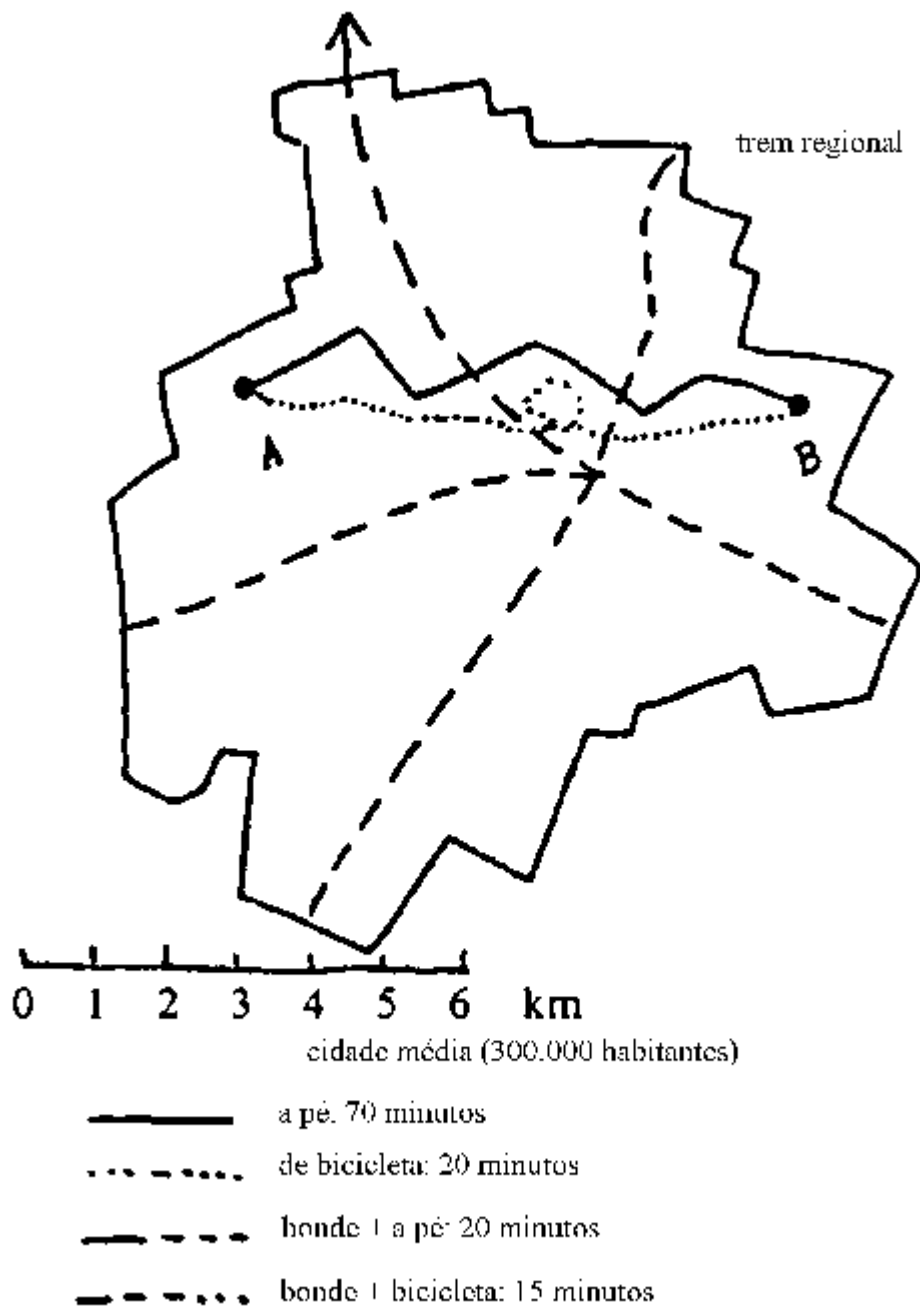 trem regional
A
B
0 1 2 3 4 5 6 km
cidade média (300.000 habitantes)
a pé: 70 minutos
de bicicleta: 20 minutos
bonde + a pé: 20 minutos
bonde + bicicleta: 15 minutos